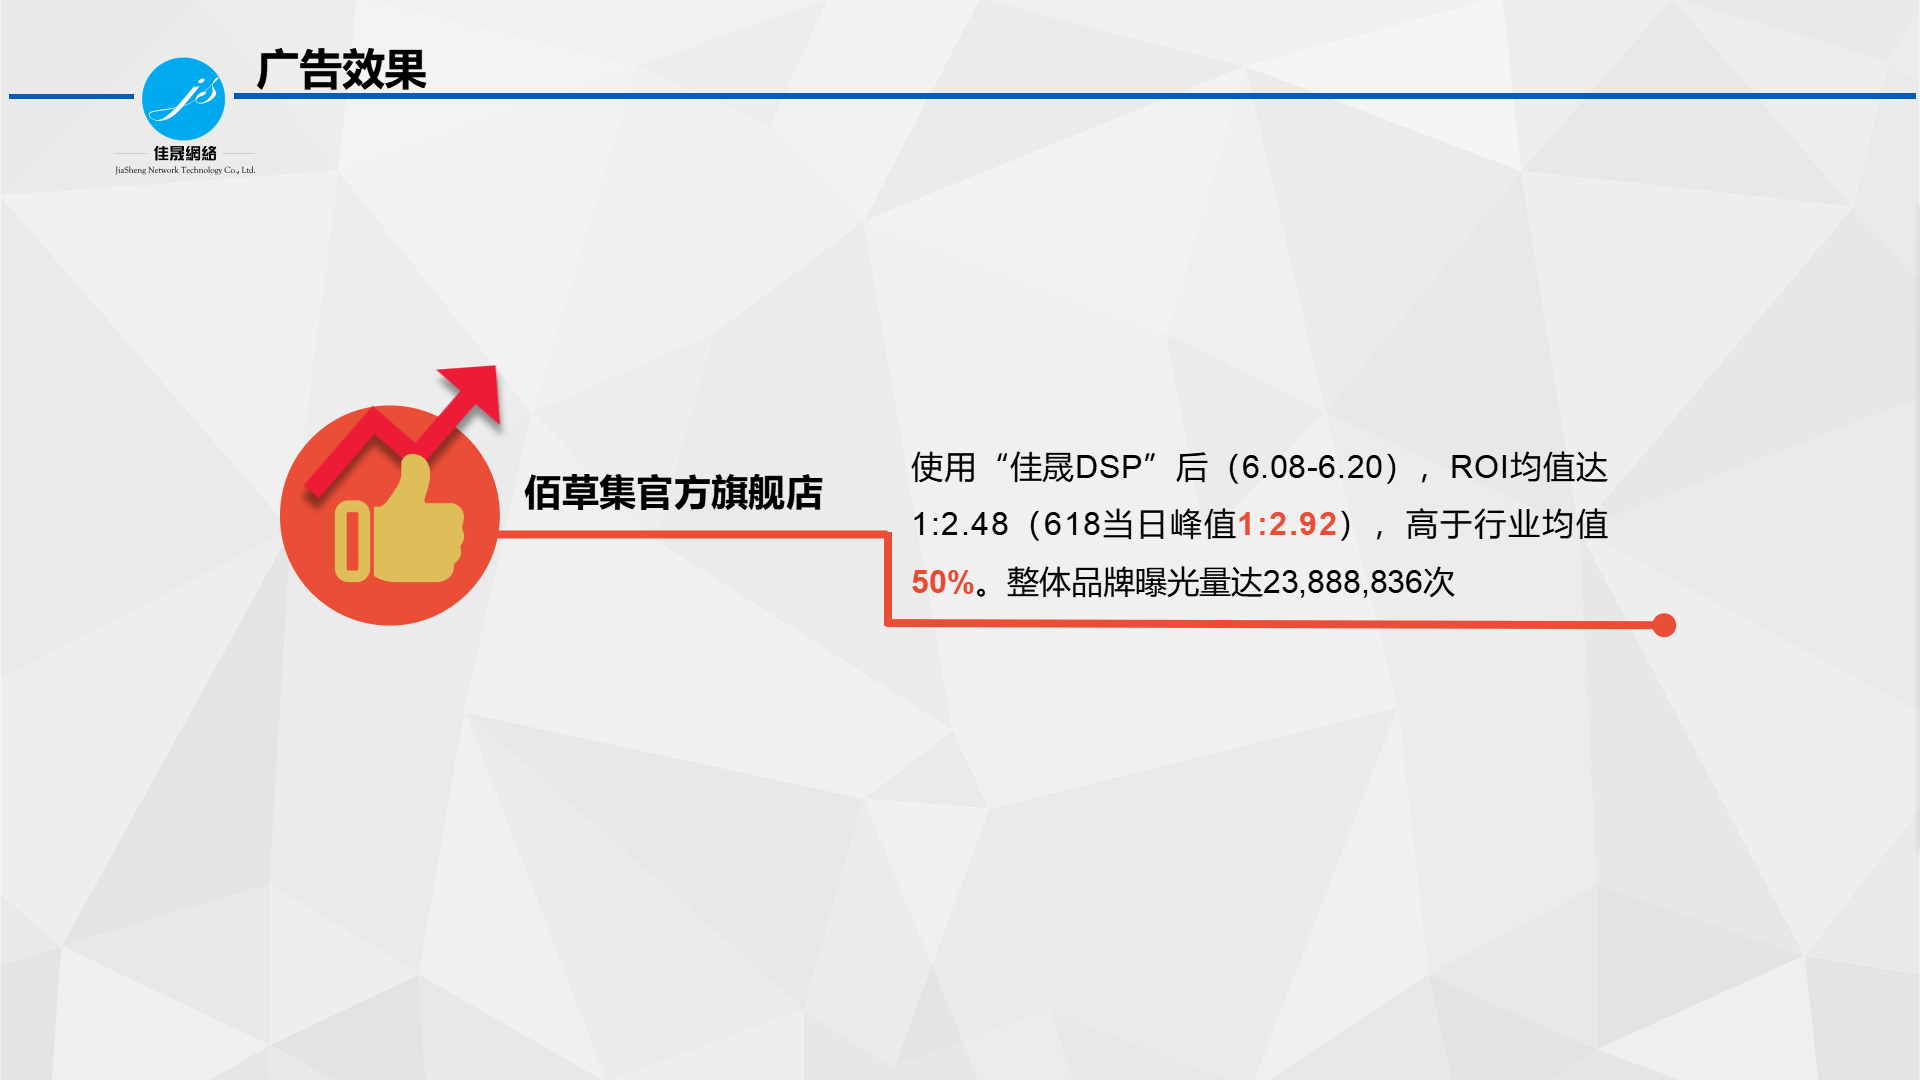 广告效果
佳晟網絡
JiaSheng Network Technology Co., Ltd.
佰草集官方旗舰店
使用“佳晟DSP”后（6.08-6.20），ROI均值达
1:2.48（618当日峰值1:2.92），高于行业均值
50%。整体品牌曝光量达23,888,836次